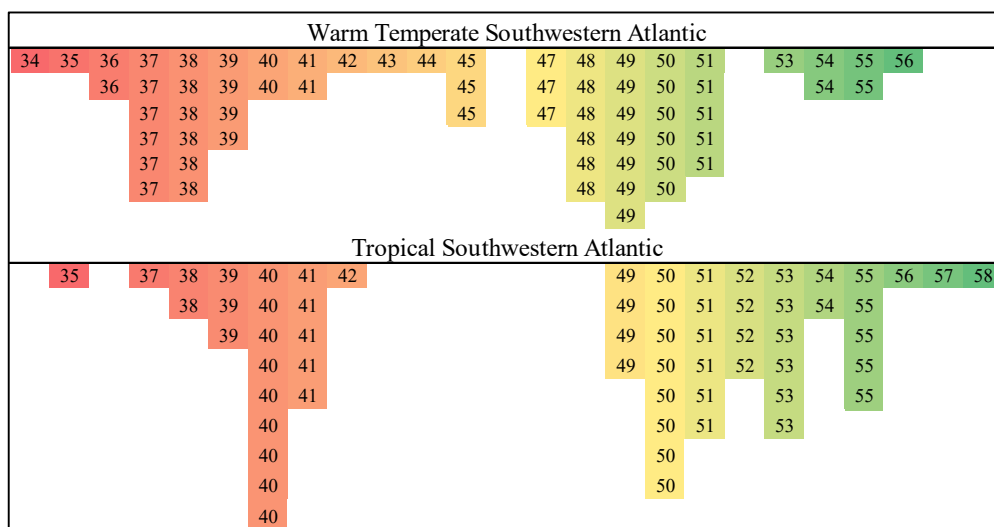 Warm Temperate Southwestern Atlantic
34 35 36 37 38 39 40 41 42 43 44 45 47 48 49 50 51 53 54 55 56
36 37 38 39 40 41 45 47 48 49 50 51 54 55
37 38 39 45 47 48 49 50 51
37 38 39 48 49 50 51
37 38 48 49 50 51
37 38 48 49 50
49
Tropical Southwestern Atlantic
35 37 38 39 40 41 42 49 50 51 52 53 54 55 56 57 58
38 39 40 41 49 50 51 52 53 54 55
39 40 41 49 50 51 52 53 55
40 41 49 50 51 52 53 55
40 41 50 51 53 55
40 50 51 53
40 50
40 50
40